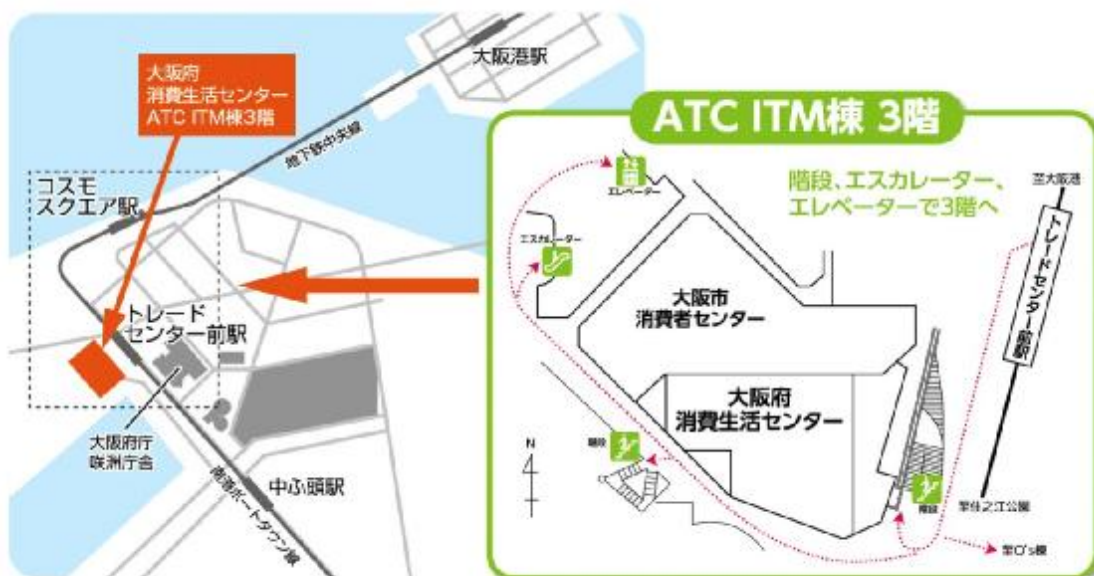 大阪港駅
大阪府
消費生活センター
ATC ITM棟3階
地下鉄中央線
コスモ
スクエア駅
トレード
センター前駅
大阪府庁
咲洲庁舎
中ふ頭駅
南港ポートタウン線
ATC ITM棟 3階
階段、エスカレーター、
エレベーターで3階へ
エレベーター
エスカレーター
至大阪港
トレードセンター前駅
大阪市
消費者センター
大阪府
消費生活センター
階段
N
階段
至住之江公園
至O's棟